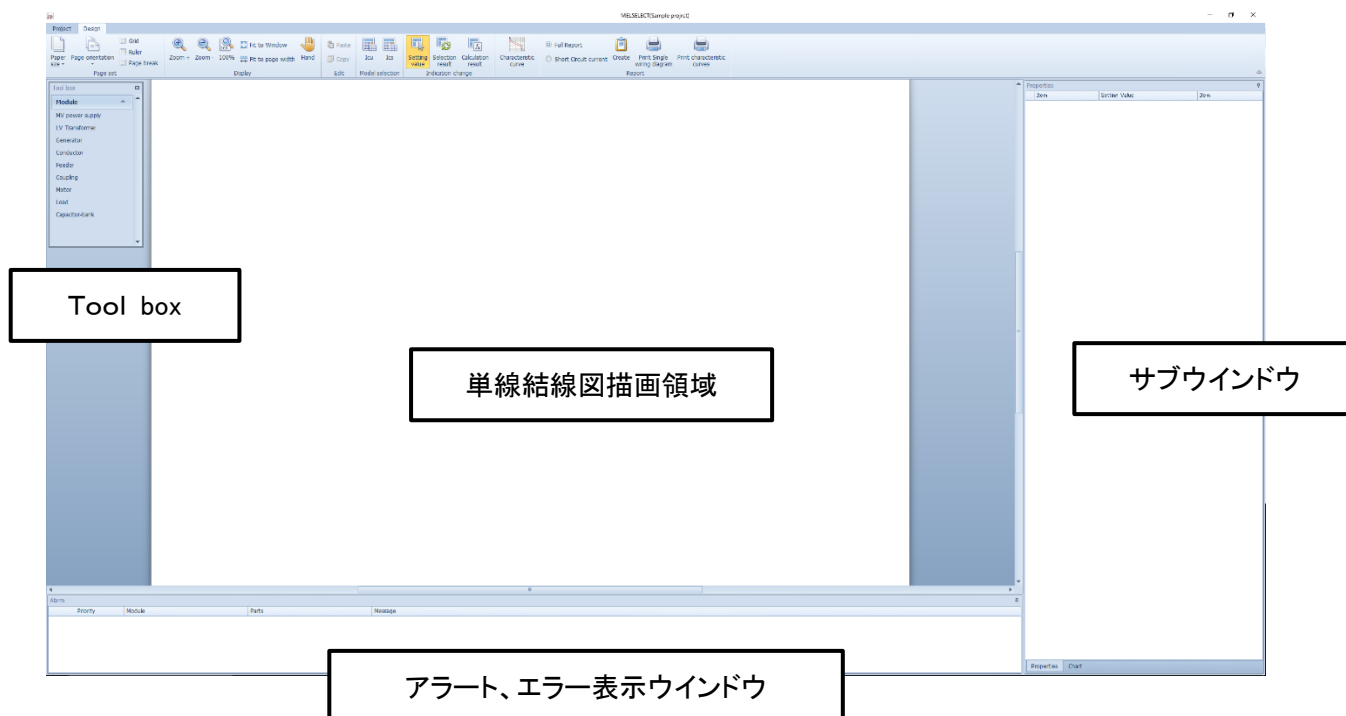 MELSELECT(Sample project)
Project Design
Paper size
Page orientation
Grid
Ruler
Page break
Page set
Zoom + Zoom - 100%
Fit to Window
Fit to page width
Hand
Display
Paste
Copy
Edit
Icu Ics
Model selection
Setting value
Selection result
Calculation result
Indication change
Characteristic curve
Full Report
Short Circuit current
Create
Print Single wiring diagram
Print characteristic curves
Report
Tool box
Module
MV power supply
LV Transformer
Generator
Conductor
Feeder
Coupling
Motor
Load
Capacitor-bank
Properties
Item Setting Value Item
Tool box
単線結線図描画領域
サブウインドウ
Alarm
Priority Module Parts Message
Properties Chart
アラート、エラー表示ウインドウ